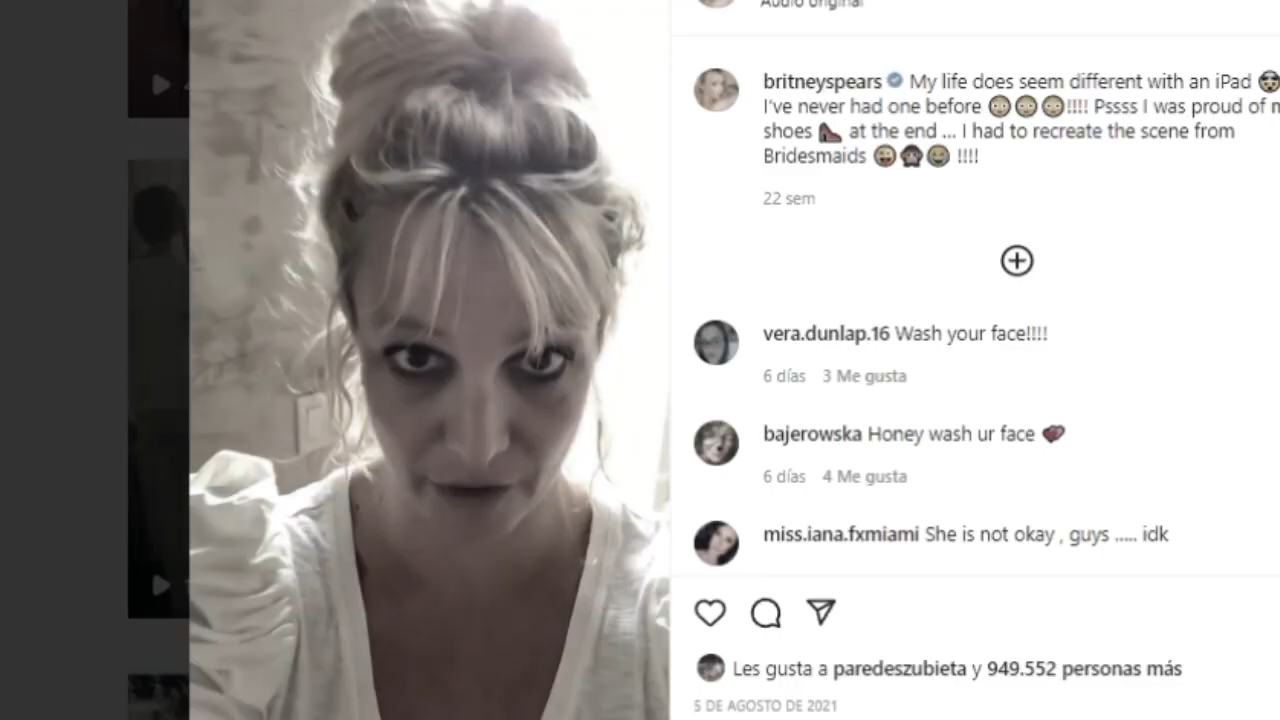 Audio original
britneyspears My life does seem different with an iPad
I've never had one before !!!! Pssss I was proud of
shoes at the end ... I had to recreate the scene from
Bridesmaids !!!!
22 sem
vera.dunlap.16 Wash your face!!!!
6 días 3 Me gusta
bajerowska Honey wash ur face
6 días 4 Me gusta
miss.iana.fxmiami She is not okay , guys ..... idk
Les gusta a paredeszubieta y 949.552 personas más
5 DE AGOSTO DE 2021